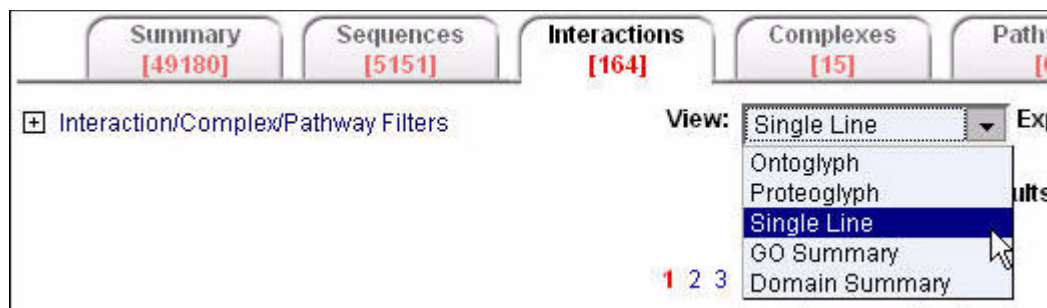 Summary Sequences Interactions Complexes
[49180] [5151] [164] [15]
Interaction/Complex/Pathway Filters View: Single Line
Ontoglyph
Proteoglyph
Single Line
GO Summary
1 2 3 Domain Summary